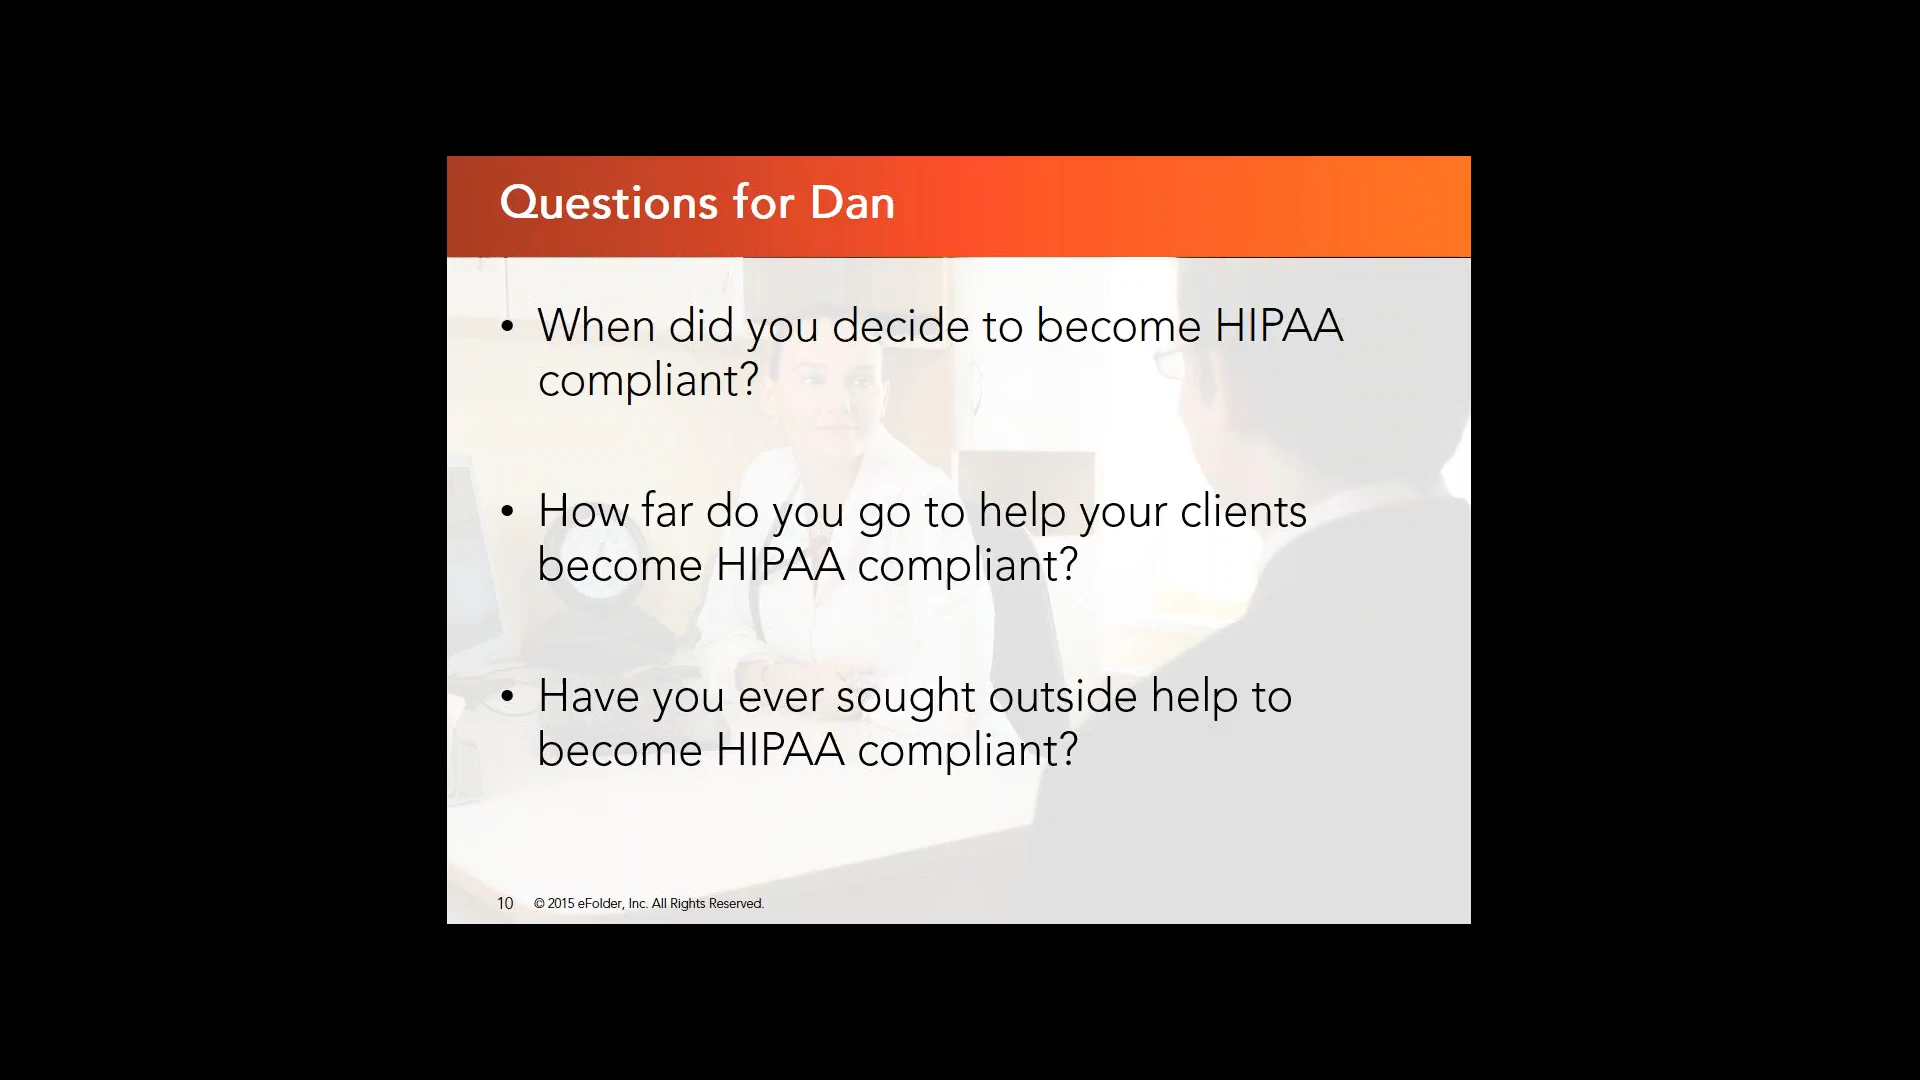 Questions for Dan
• When did you decide to become HIPAA
compliant?
• How far do you go to help your clients
become HIPAA compliant?
• Have you ever sought outside help to
become HIPAA compliant?
10 © 2015 eFolder, Inc. All Rights Reserved.